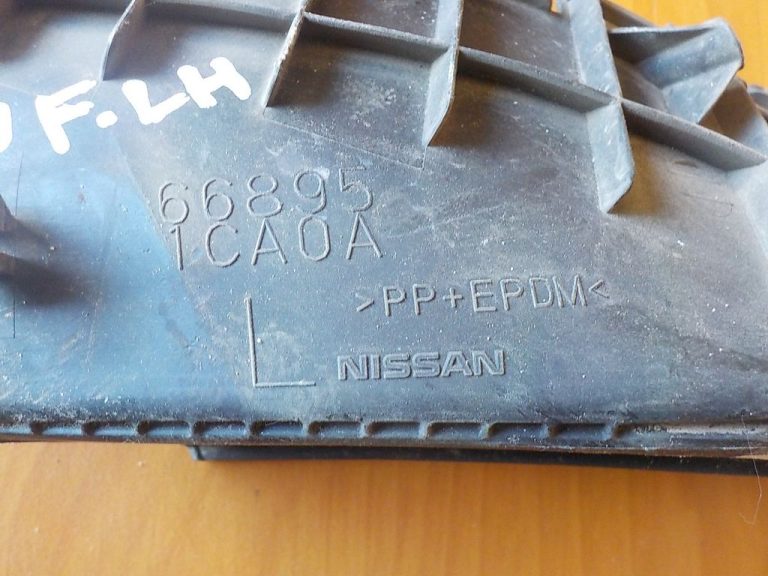 F.LH
66895
1CA0A
>PP+EPDM<
L
NISSAN